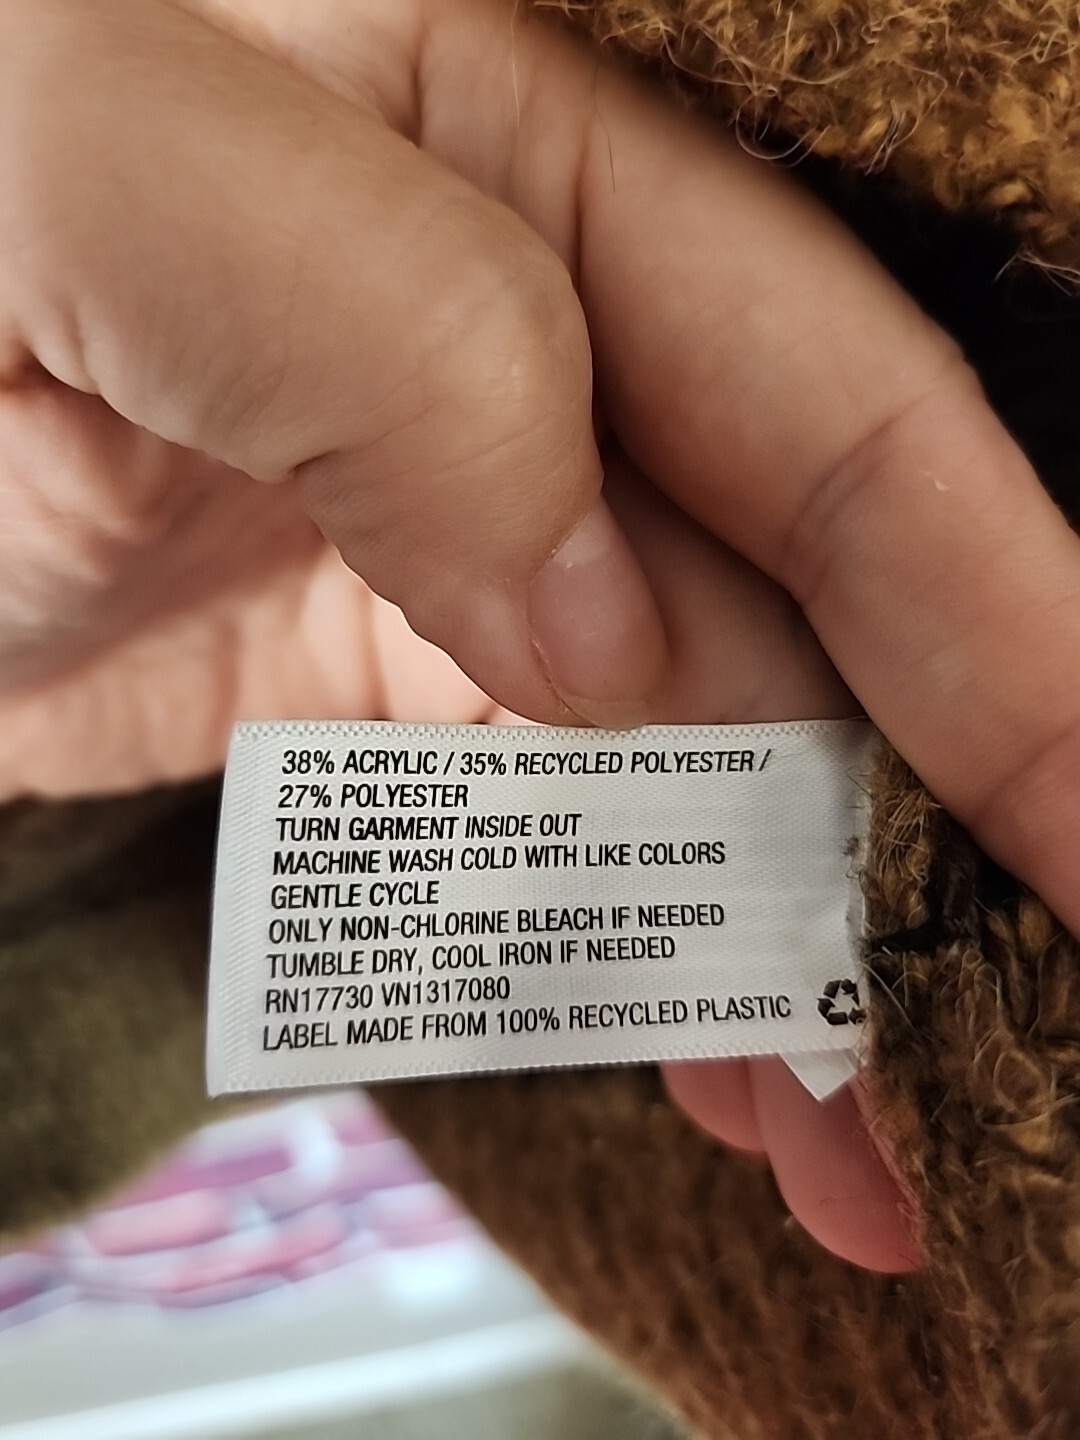 38% ACRYLIC / 35% RECYCLED POLYESTER /
27% POLYESTER
TURN GARMENT INSIDE OUT
MACHINE WASH COLD WITH LIKE COLORS
GENTLE CYCLE
ONLY NON-CHLORINE BLEACH IF NEEDED
TUMBLE DRY, COOL IRON IF NEEDED
RN17730 VN1317080
LABEL MADE FROM 100% RECYCLED PLASTIC